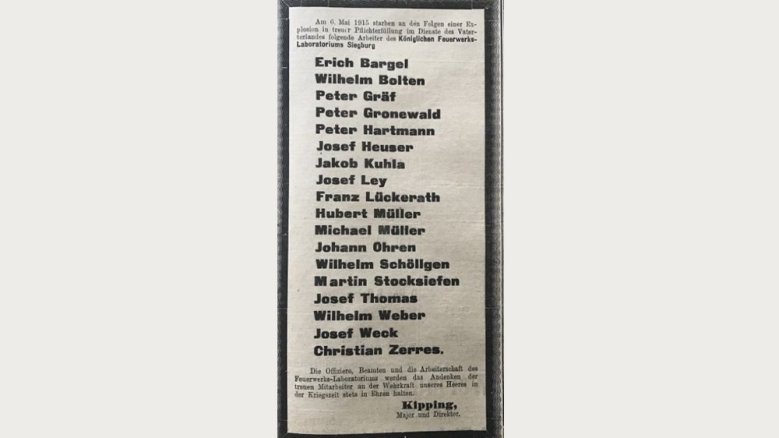 Am 6. Mai 1915 starben an den Folgen einer Ex-
plosion in treuer Pflichterfüllung im Dienste des Vater-
terlandes folgende Arbeiter des Königlichen Feuerwerks-
Laboratoriums Siegburg
Erich Bargel
Wilhelm Bolten
Peter Gräf
Peter Gronewald
Peter Hartmann
Josef Heuser
Jakob Kuhla
Josef Ley
Franz Lückerath
Hubert Müller
Michael Müller
Johann Ohren
Wilhelm Schöllgen
Martin Stocksiefen
Josef Thomas
Wilhelm Weber
Josef Weck
Christian Zerres.
Die Offiziere, Beamten und die Arbeiterschaft des
Feuerwerks-Laboratoriums werden das Andenken der
treuen Mitarbeiter an der Wehrkraft unseres Heeres in
der Kriegszeit stets in Ehren halten.
Kipping,
Major und Direktor.